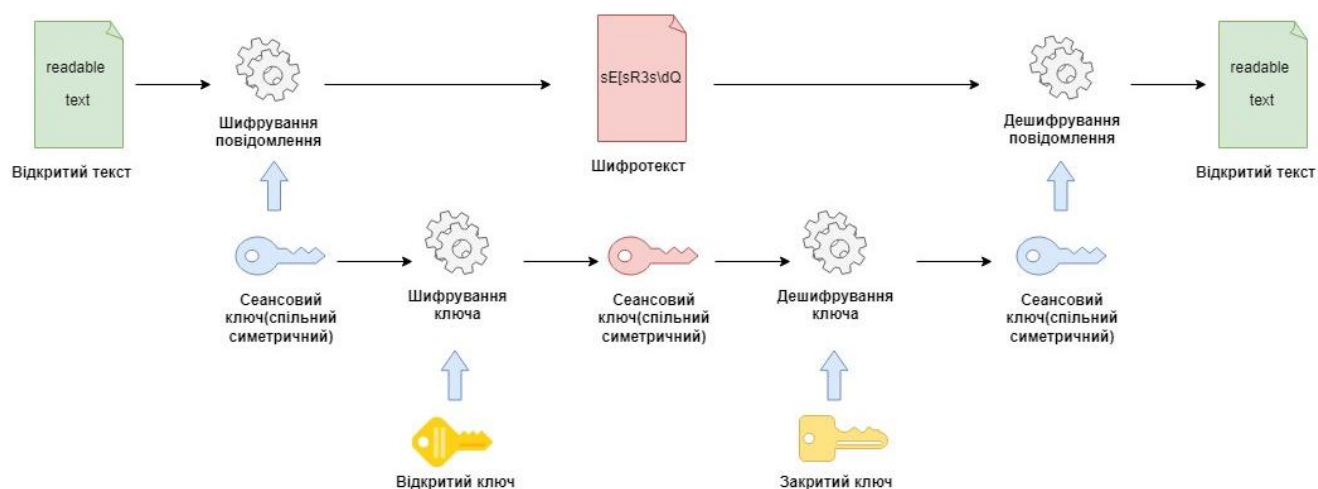 readable
text
sE[sR3s\dQ
readable
text
Шифрування
повідомлення
Дешифрування
повідомлення
Відкритий текст
Шифротекст
Відкритий текст
Сеансовий
ключ(спільний
симетричний)
Шифрування
ключа
Сеансовий
ключ(спільний
симетричний)
Дешифрування
ключа
Сеансовий
ключ(спільний
симетричний)
Відкритий ключ
Закритий ключ